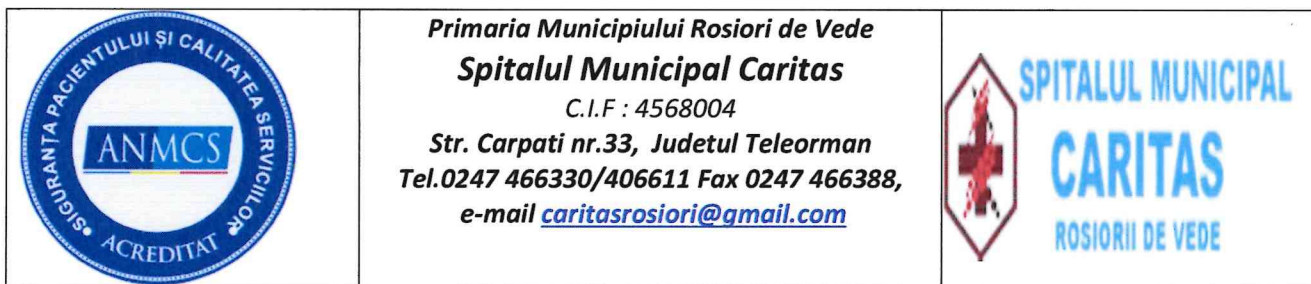 SIGURANȚA PACIENTULUI ȘI CALITATEA SERVICIILOR
ANMCS
ACREDITAT
Primaria Municipiului Rosiori de Vede
Spitalul Municipal Caritas
C.I.F : 4568004
Str. Carpati nr.33, Judetul Teleorman
Tel.0247 466330/406611 Fax 0247 466388,
e-mail caritasrosiori@gmail.com
SPITALUL MUNICIPAL
CARITAS
ROSIORII DE VEDE